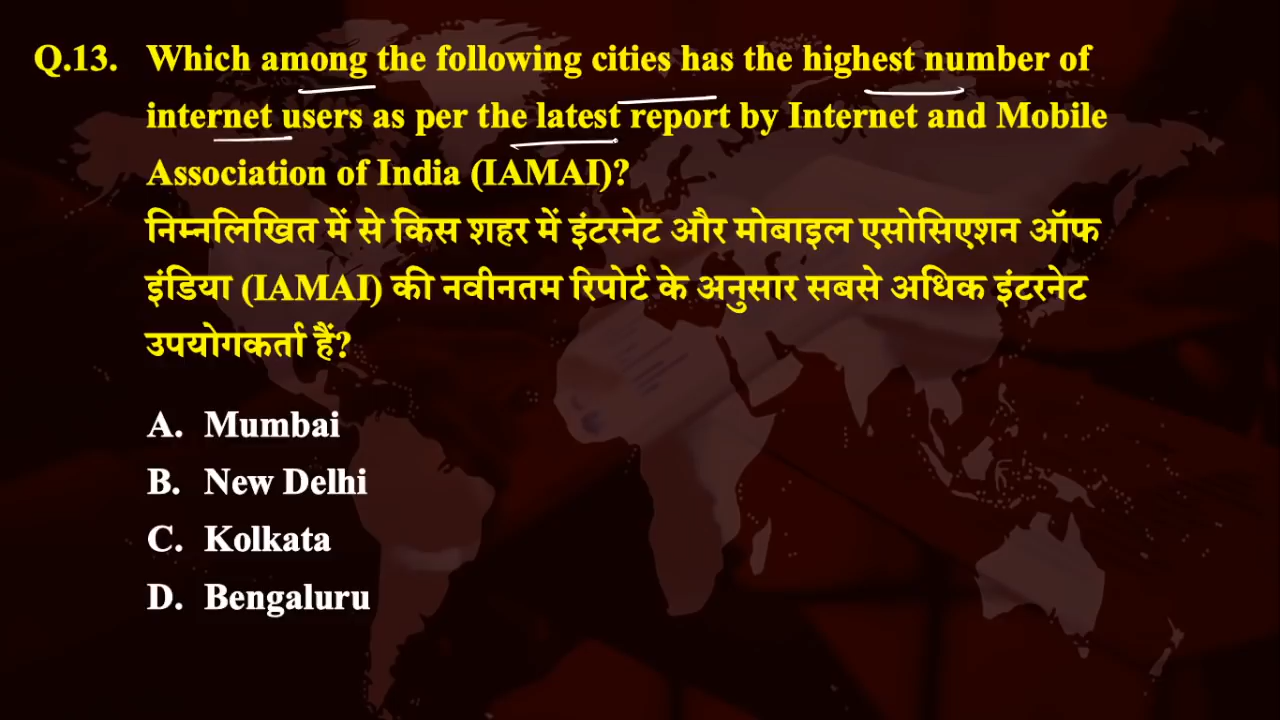 Q.13. Which among the following cities has the highest number of
internet users as per the latest report by Internet and Mobile
Association of India (IAMAI)?
निम्नलिखित में से किस शहर में इंटरनेट और मोबाइल एसोसिएशन ऑफ
इंडिया (IAMAI) की नवीनतम रिपोर्ट के अनुसार सबसे अधिक इंटरनेट
उपयोगकर्ता हैं?
A. Mumbai
B. New Delhi
C. Kolkata
D. Bengaluru